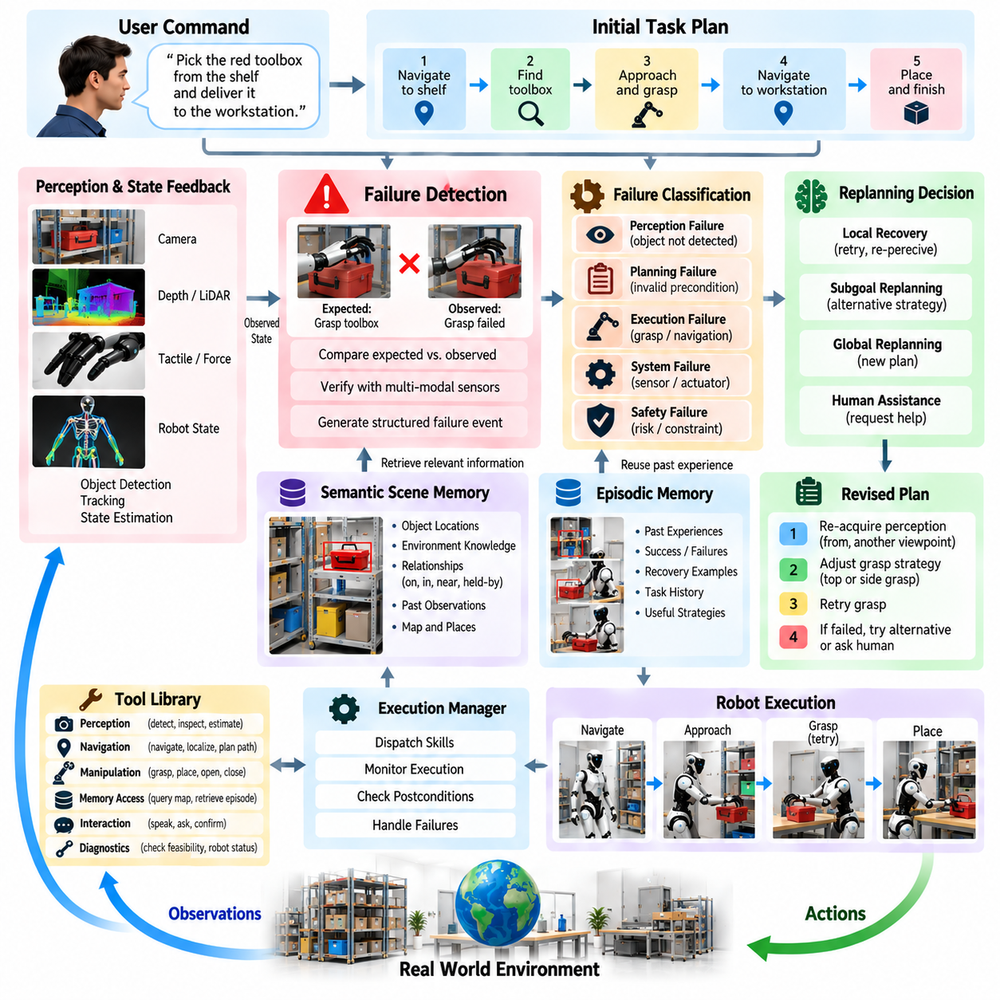 User Command
“ Pick the red toolbox
from the shelf
and deliver it
to the workstation.”
Initial Task Plan
1
Navigate
to shelf
2
Find
toolbox
3
Approach
and grasp
4
Navigate
to workstation
5
Place
and finish
Perception & State Feedback
Camera
Depth / LiDAR
Tactile / Force
Robot State
Object Detection
Tracking
State Estimation
Observed
State
Failure Detection
Expected:
Grasp toolbox
Observed:
Grasp failed
Compare expected vs. observed
Verify with multi-modal sensors
Generate structured failure event
Failure Classification
Perception Failure
(object not detected)
Planning Failure
(invalid precondition)
Execution Failure
(grasp / navigation)
System Failure
(sensor / actuator)
Safety Failure
(risk / constraint)
Replanning Decision
Local Recovery
(retry, re-perecive)
Subgoal Replanning
(alternative strategy)
Global Replanning
(new plan)
Human Assistance
(request help)
Retrieve relevant information
Reuse past experience
Semantic Scene Memory
• Object Locations
• Environment Knowledge
• Relationships
(on, in, near, held-by)
• Past Observations
• Map and Places
Episodic Memory
• Past Experiences
• Success / Failures
• Recovery Examples
• Task History
• Useful Strategies
Revised Plan
1 Re-acquire perception
(from, another viewpoint)
2 Adjust grasp strategy
(top or side grasp)
3 Retry grasp
4 If failed, try alternative
or ask human
Tool Library
Perception (detect, inspect, estimate)
Navigation (navigate, localize, plan path)
Manipulation (grasp, place, open, close)
Memory Access (query map, retrieve episode)
Interaction (speak, ask, confirm)
Diagnostics (check feasibility, robot status)
Execution Manager
Dispatch Skills
Monitor Execution
Check Postconditions
Handle Failures
Robot Execution
Navigate
Approach
Grasp
(tetry)
Place
Observations
Actions
Real World Environment